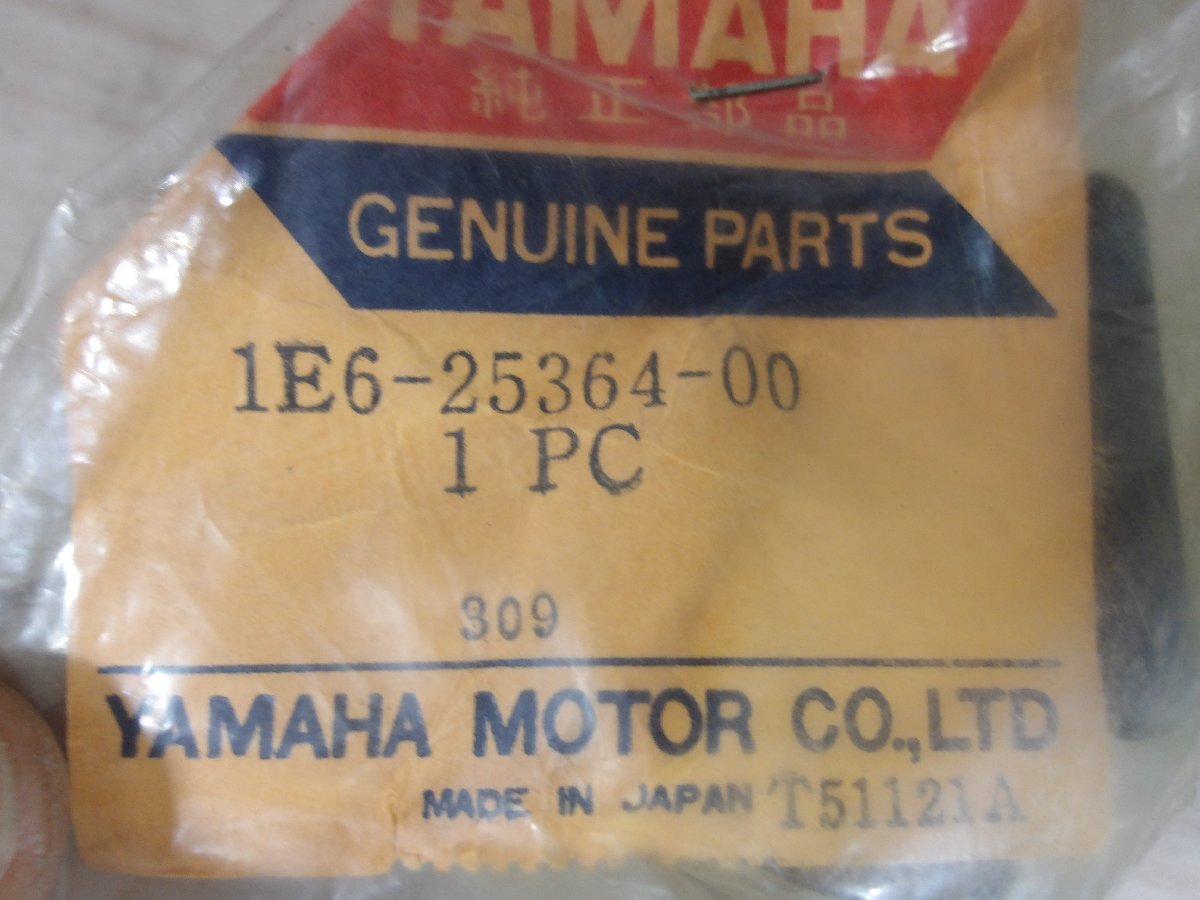 YAMAHA
純正部品
GENUINE PARTS
1E6-25364-00
1 PC
309
YAMAHA MOTOR CO.,LTD
MADE IN JAPAN T51121A